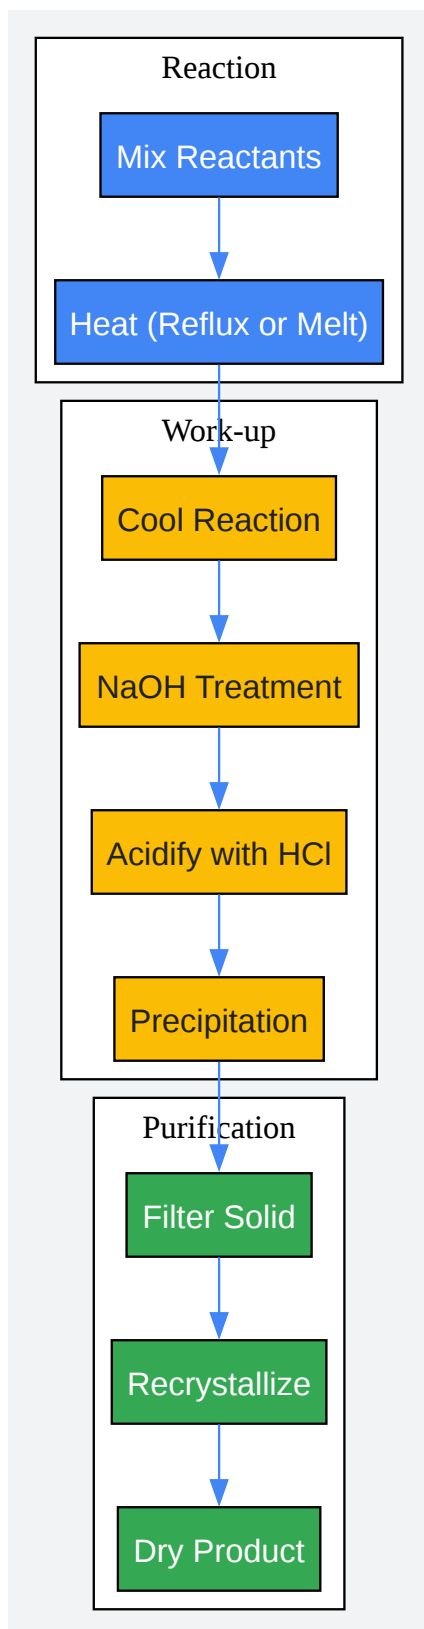 Reaction
Mix Reactants
Heat (Reflux or Melt)
Work-up
Cool Reaction
NaOH Treatment
Acidify with HCl
Precipitation
Purification
Filter Solid
Recrystallize
Dry Product